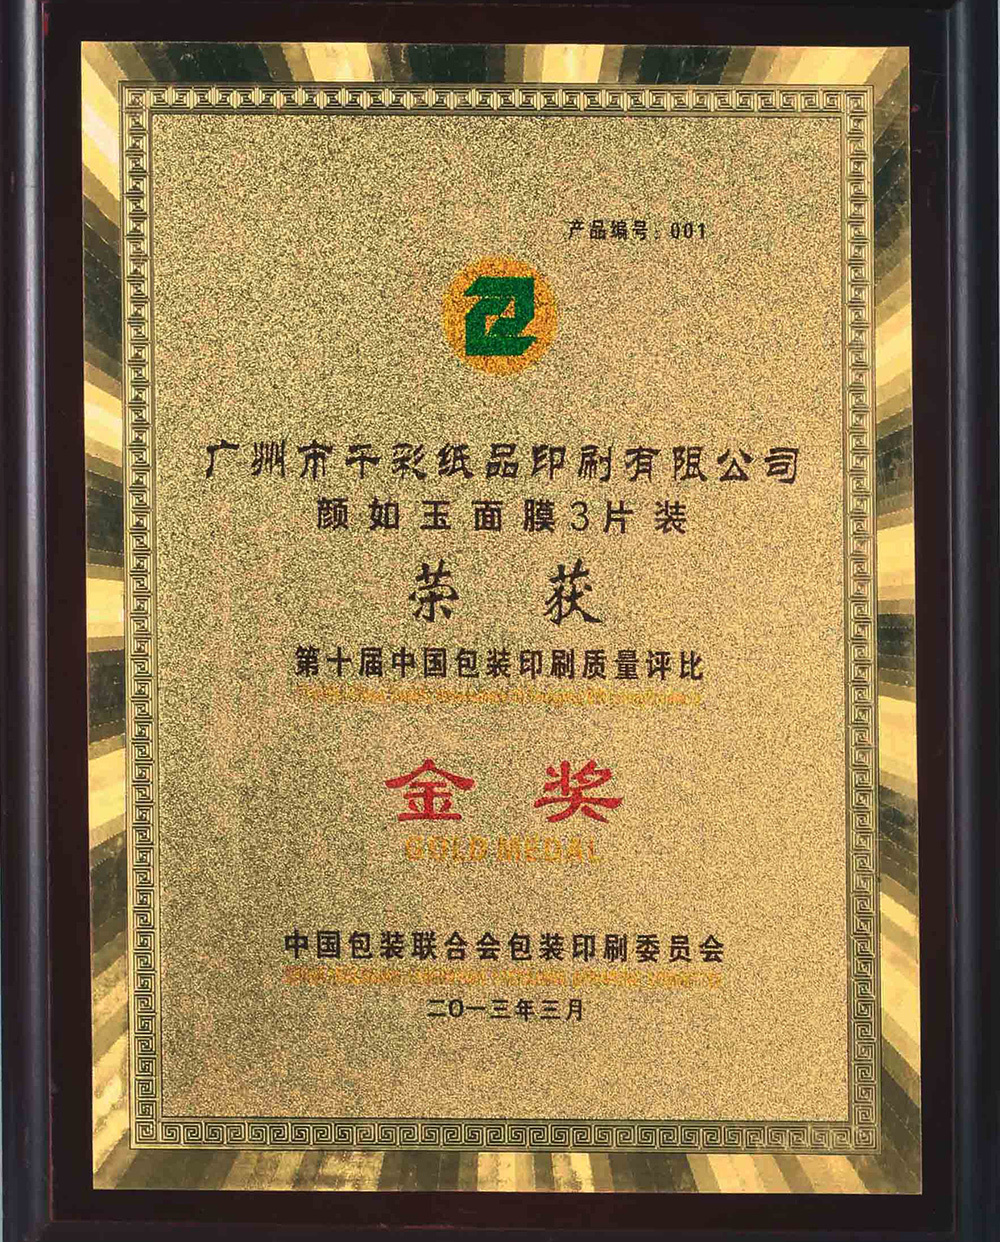 产品编号：001
广州市千彩纸品印刷有限公司
颜如玉面膜3片装
荣获
第十届中国包装印刷质量评比
金奖
GOLD MEDAL
中国包装联合会包装印刷委员会
二〇一三年三月